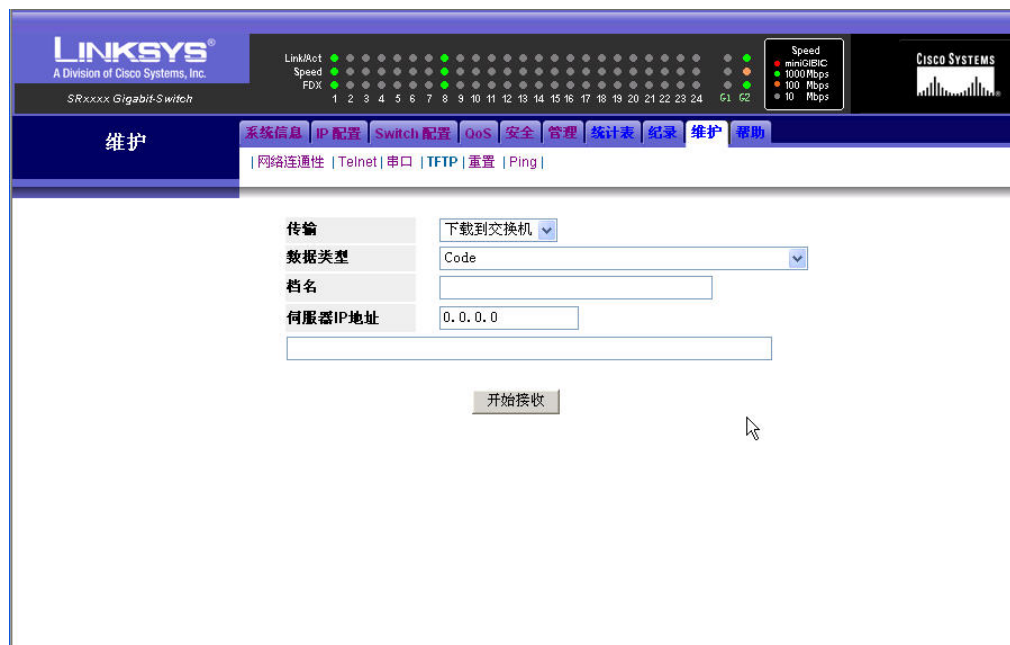 LINKSYS®
A Division of Cisco Systems, Inc.
SRxxxx Gigabit-Switch
Link/Act
Speed
FDX
1 2 3 4 5 6 7 8 9 10 11 12 13 14 15 16 17 18 19 20 21 22 23 24 G1 G2
Speed
miniGIBIC
1000Mbps
100 Mbps
10 Mbps
CISCO SYSTEMS
维护
系统信息 IP 配置 Switch 配置 QoS 安全 管理 统计表 纪录 维护 帮助
| 网络连通性 | Telnet | 串口 | TFTP | 重置 | Ping |
传输 下载到交换机
数据类型 Code
档名
伺服器IP地址 0.0.0.0
开始接收